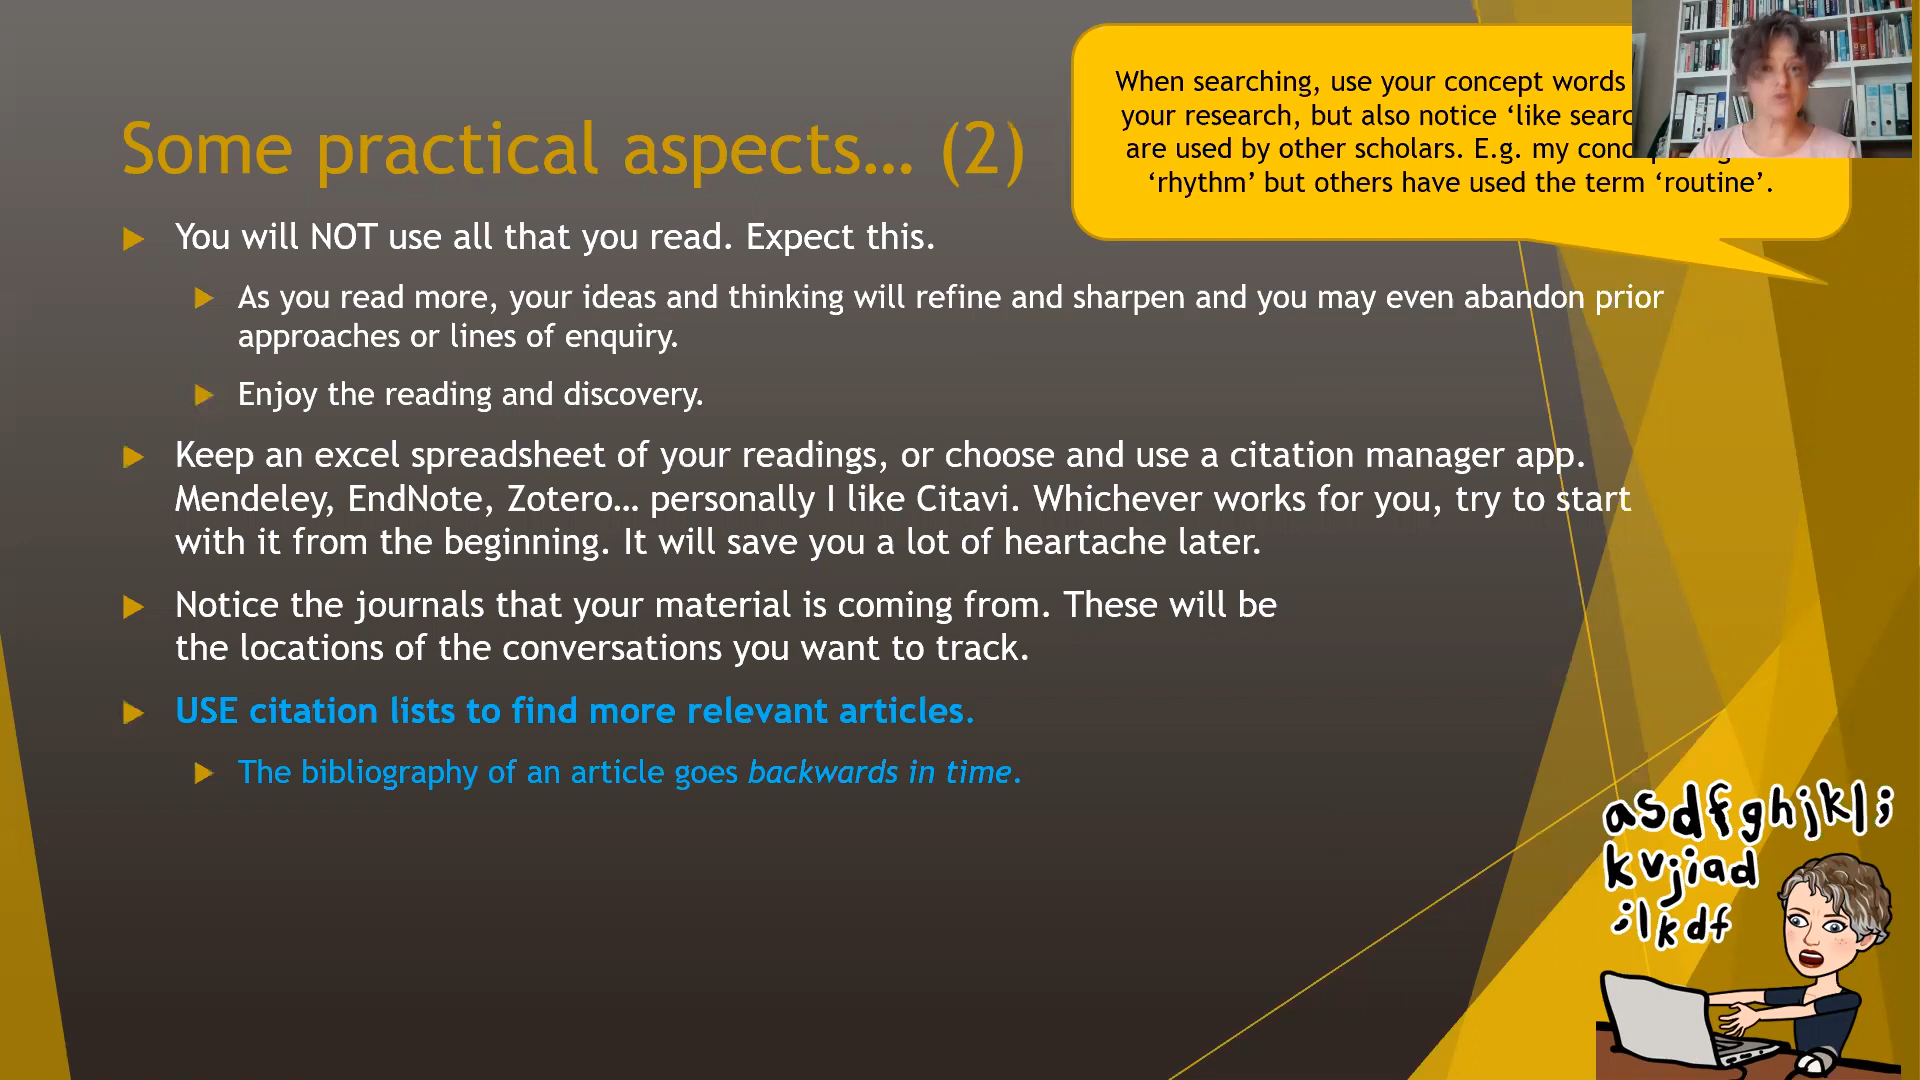 Some practical aspects... (2)
When searching, use your concept words
your research, but also notice ‘like
are used by other scholars. E.g. my
‘rhythm’ but others have used the term ‘routine’.
You will NOT use all that you read. Expect this.
As you read more, your ideas and thinking will refine and sharpen and you may even abandon prior
approaches or lines of enquiry.
Enjoy the reading and discovery.
Keep an excel spreadsheet of your readings, or choose and use a citation manager app.
Mendeley, EndNote, Zotero… personally I like Citavi. Whichever works for you, try to start
with it from the beginning. It will save you a lot of heartache later.
Notice the journals that your material is coming from. These will be
the locations of the conversations you want to track.
USE citation lists to find more relevant articles.
The bibliography of an article goes backwards in time.
asdfghjkl;
kvjiad
;lkdf